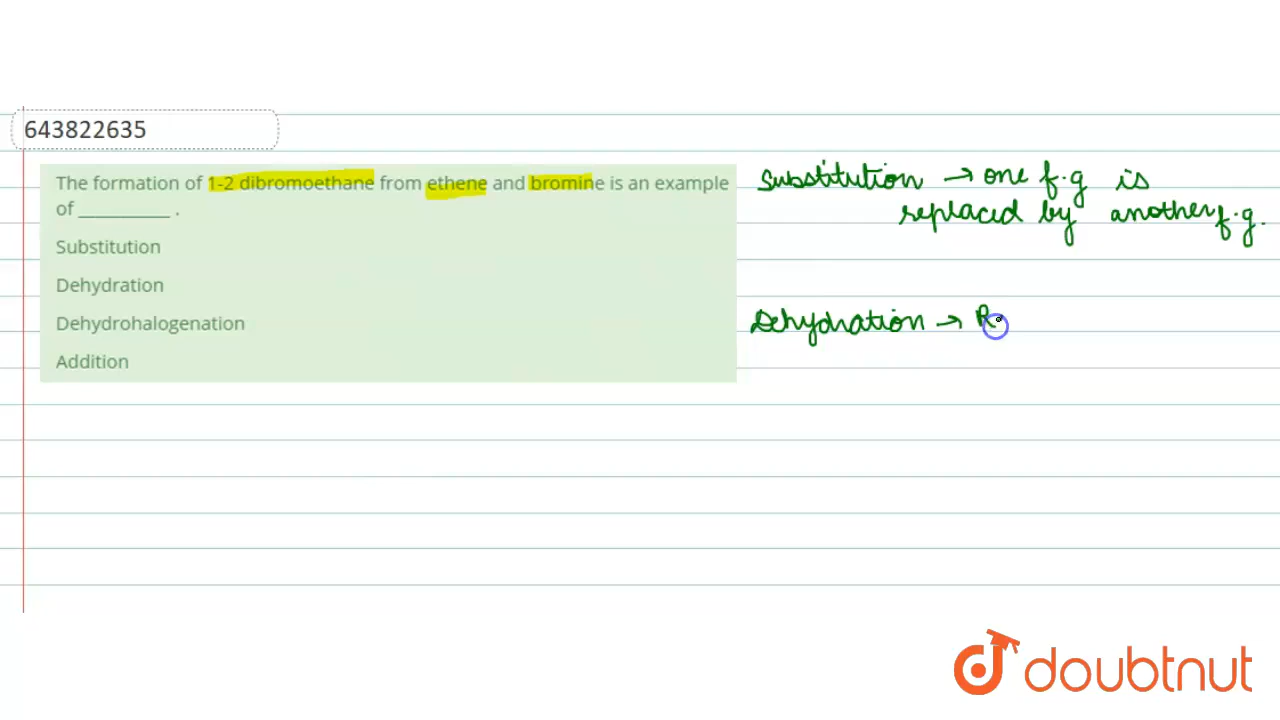 643822635
The formation of 1-2 dibromoethane from ethene and bromine is an example
of ___________ .
Substitution
Dehydration
Dehydrohalogenation
Addition
Substitution → one f.g is
replaced by another f.g.
Dehydration → R
doubtnut